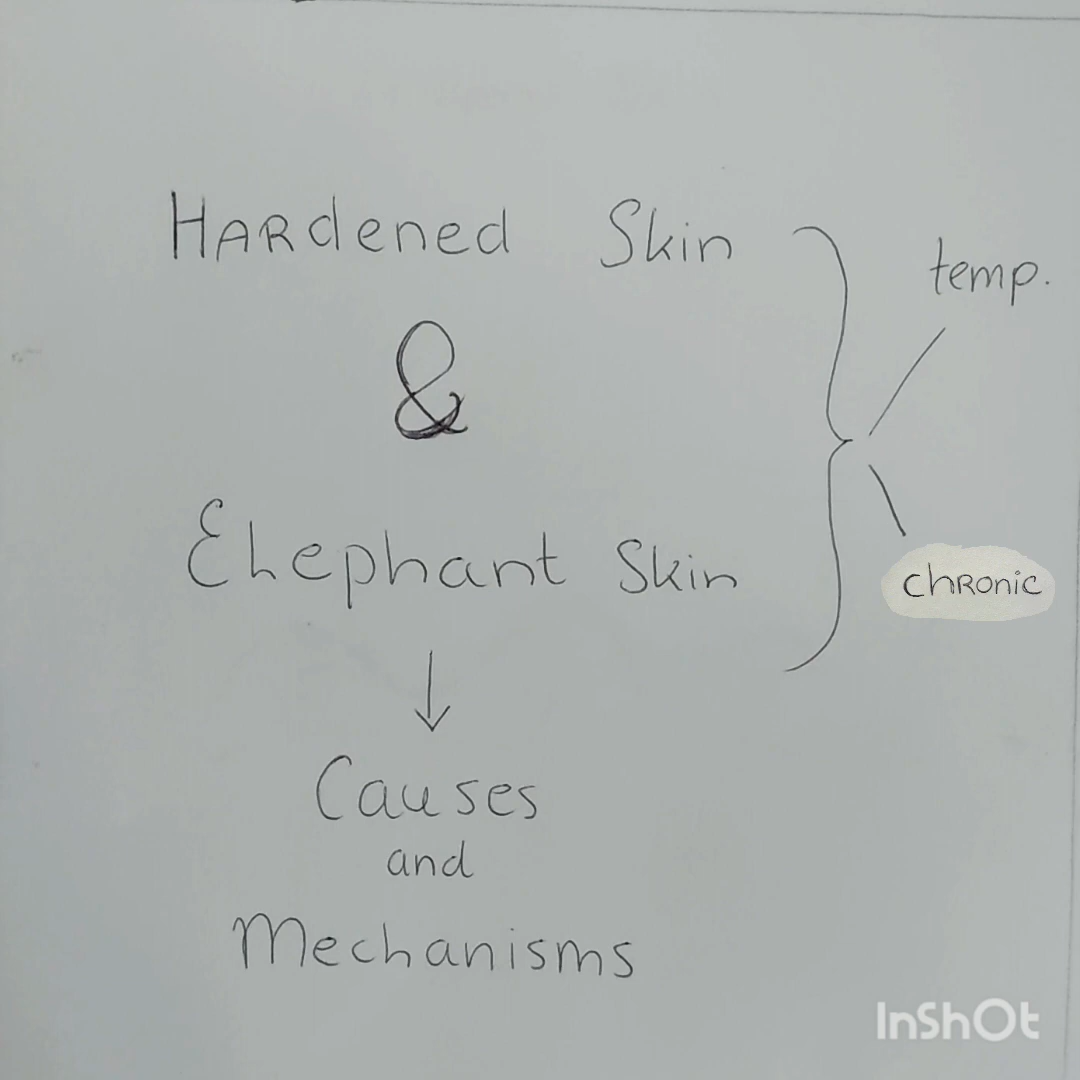 Hardened Skin
&
Elephant Skin
temp.
chronic
Causes
and
Mechanisms
InShOt